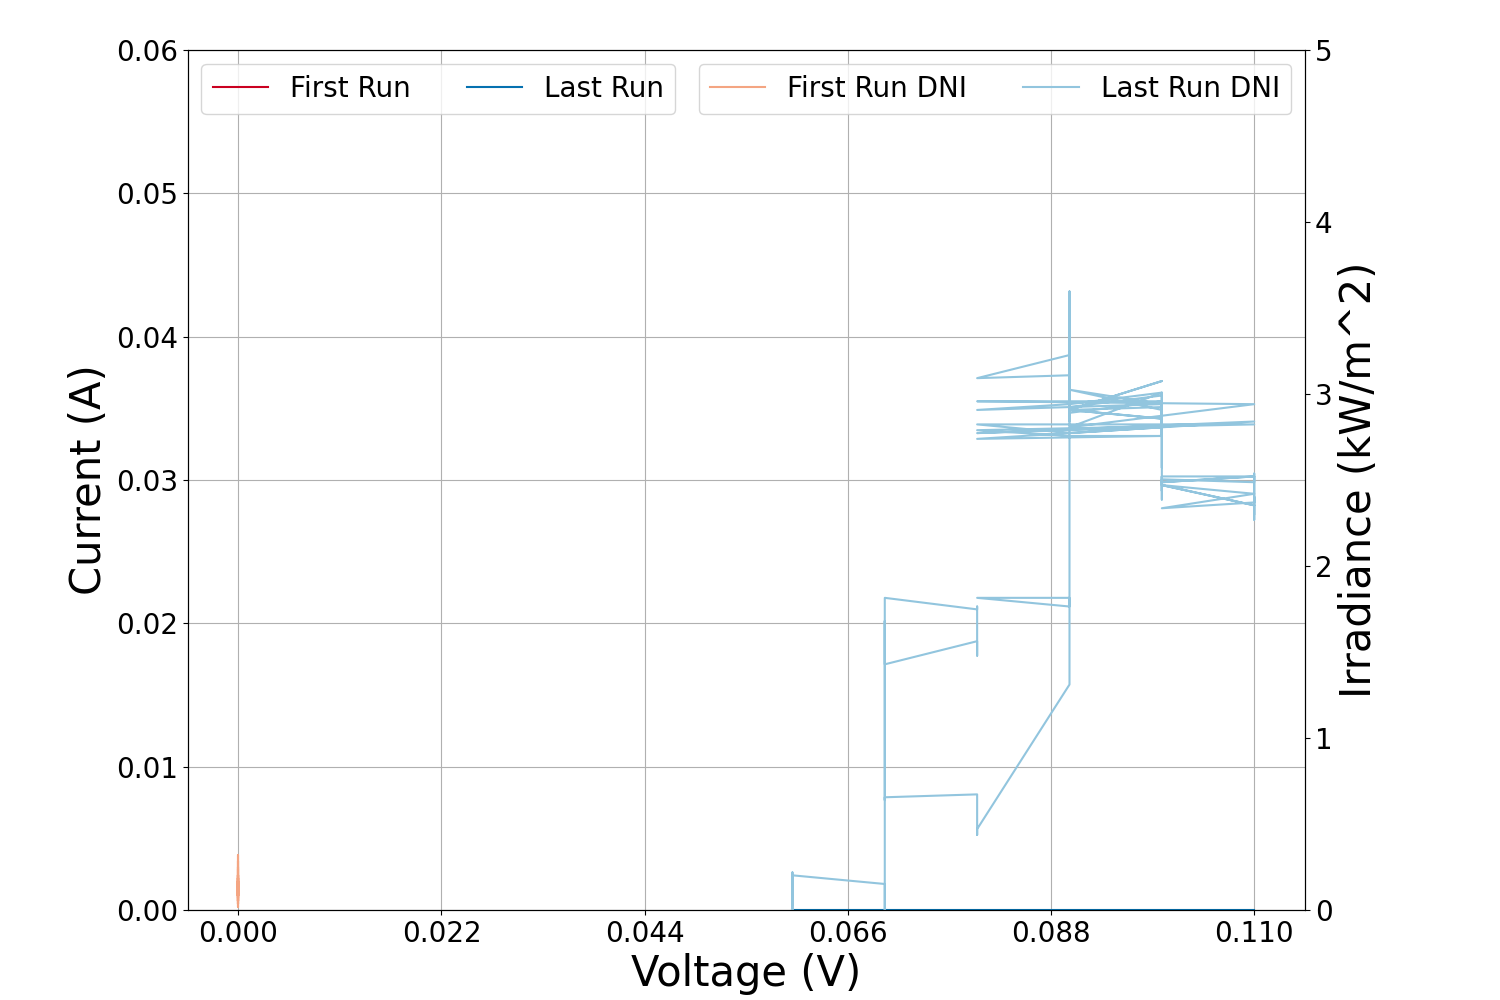 First Run
Last Run
First Run DNI
Last Run DNI
0.06
0.05
0.04
0.03
0.02
0.01
0.00
Current (A)
5
4
3
2
1
0
Irradiance (kW/m^2)
0.000
0.022
0.044
0.066
0.088
0.110
Voltage (V)